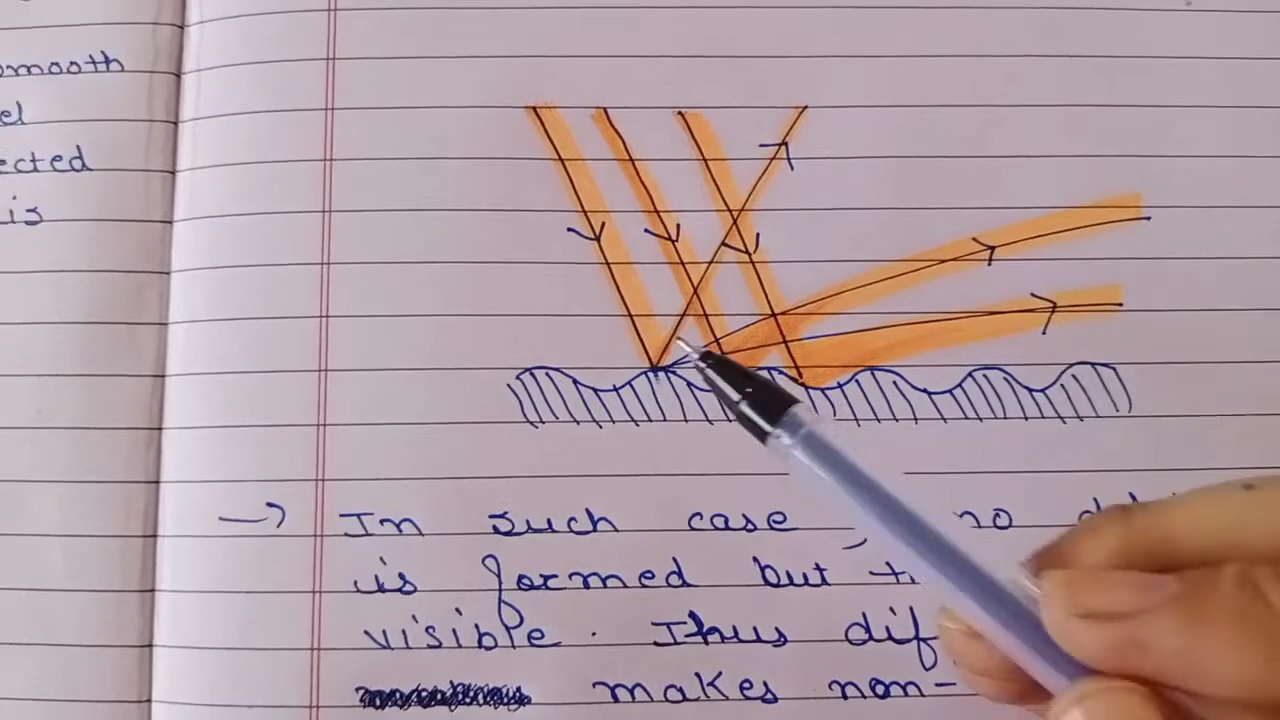 smooth
el
ected
is
→ In such case, no
is formed but
visible. Thus dif
makes non-